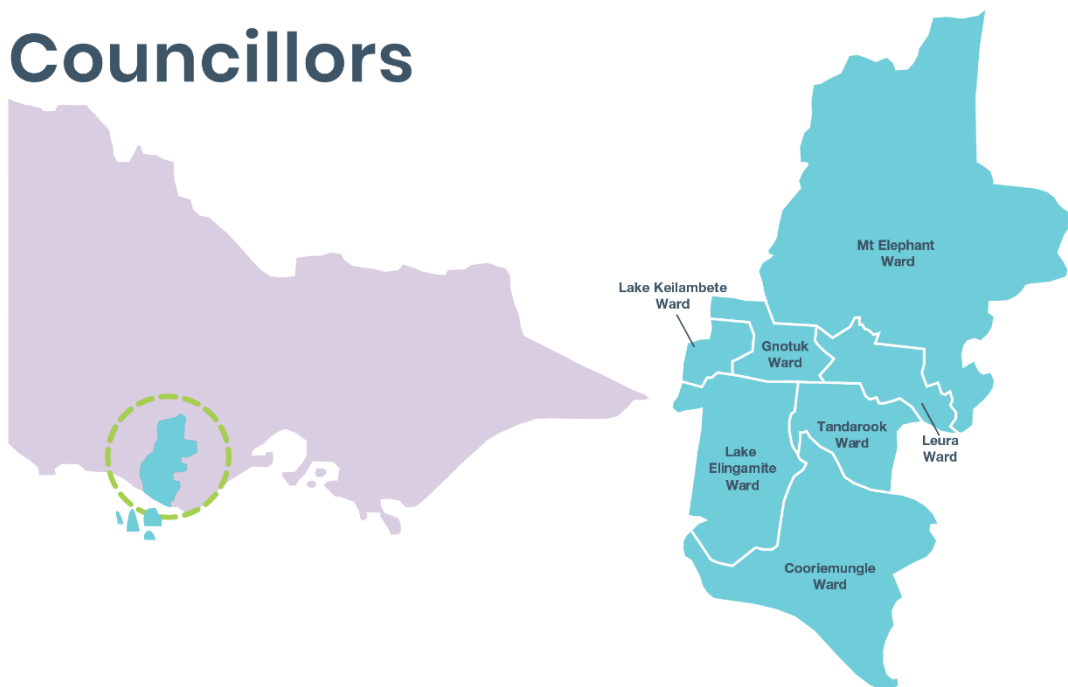 Councillors
Mt Elephant
Ward
Lake Keilambete
Ward
Gnotuk
Ward
Tandarook
Ward
Leura
Ward
Lake
Elingamite
Ward
Cooriemungle
Ward